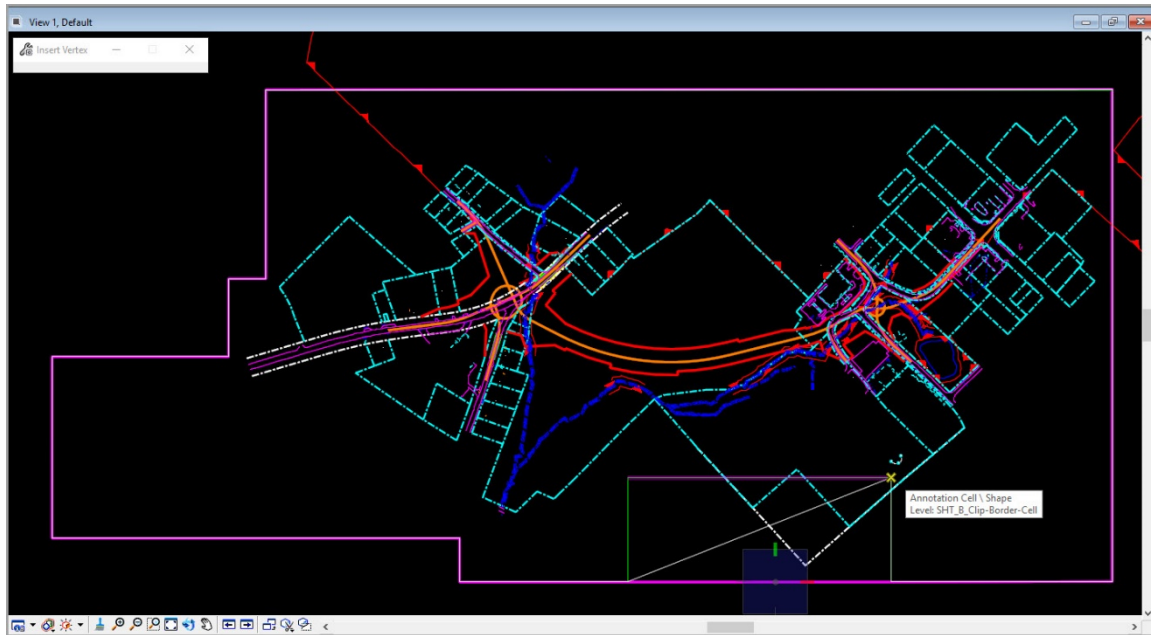 View 1, Default
Insert Vertex
Annotation Cell \ Shape
Level: SHT_B_Clip-Border-Cell